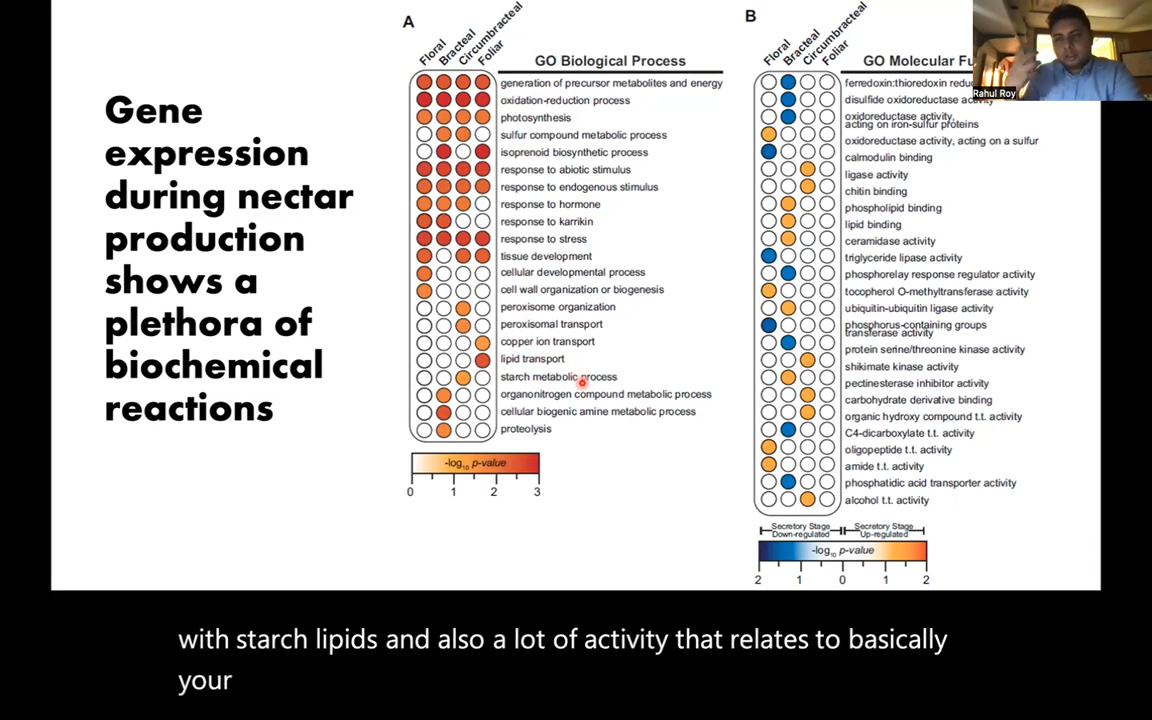 Gene
expression
during nectar
production
shows a
plethora of
biochemical
reactions
A
Floral
Bracteal
Circumbracteal
Foliar
GO Biological Process
generation of precursor metabolites and energy
oxidation-reduction process
photosynthesis
sulfur compound metabolic process
isoprenoid biosynthetic process
response to abiotic stimulus
response to endogenous stimulus
response to hormone
response to karrikin
response to stress
tissue development
cellular developmental process
cell wall organization or biogenesis
peroxisome organization
peroxisomal transport
copper ion transport
lipid transport
starch metabolic process
organonitrogen compound metabolic process
cellular biogenic amine metabolic process
proteolysis
-log10 p-value
0 1 2 3
B
Floral
Bracteal
Circumbracteal
Foliar
GO Molecular Fu
ferredoxin:thioredoxin reduc
disulfide oxidoreductase activity
oxidoreductase activity,
acting on iron-sulfur proteins
oxidoreductase activity, acting on a sulfur
calmodulin binding
ligase activity
chitin binding
phospholipid binding
lipid binding
ceramidase activity
triglyceride lipase activity
phosphorelay response regulator activity
tocopherol O-methyltransferase activity
ubiquitin-ubiquitin ligase activity
phosphorus-containing groups
transferase activity
protein serine/threonine kinase activity
shikimate kinase activity
pectinesterase inhibitor activity
carbohydrate derivative binding
organic hydroxy compound t.t. activity
C4-dicarboxylate t.t. activity
oligopeptide t.t. activity
amide t.t. activity
phosphatidic acid transporter activity
alcohol t.t. activity
Secretory Stage Secretory Stage
Down-regulated Up-regulated
-log10 p-value
2 1 0 1 2
Rahul Roy
with starch lipids and also a lot of activity that relates to basically
your